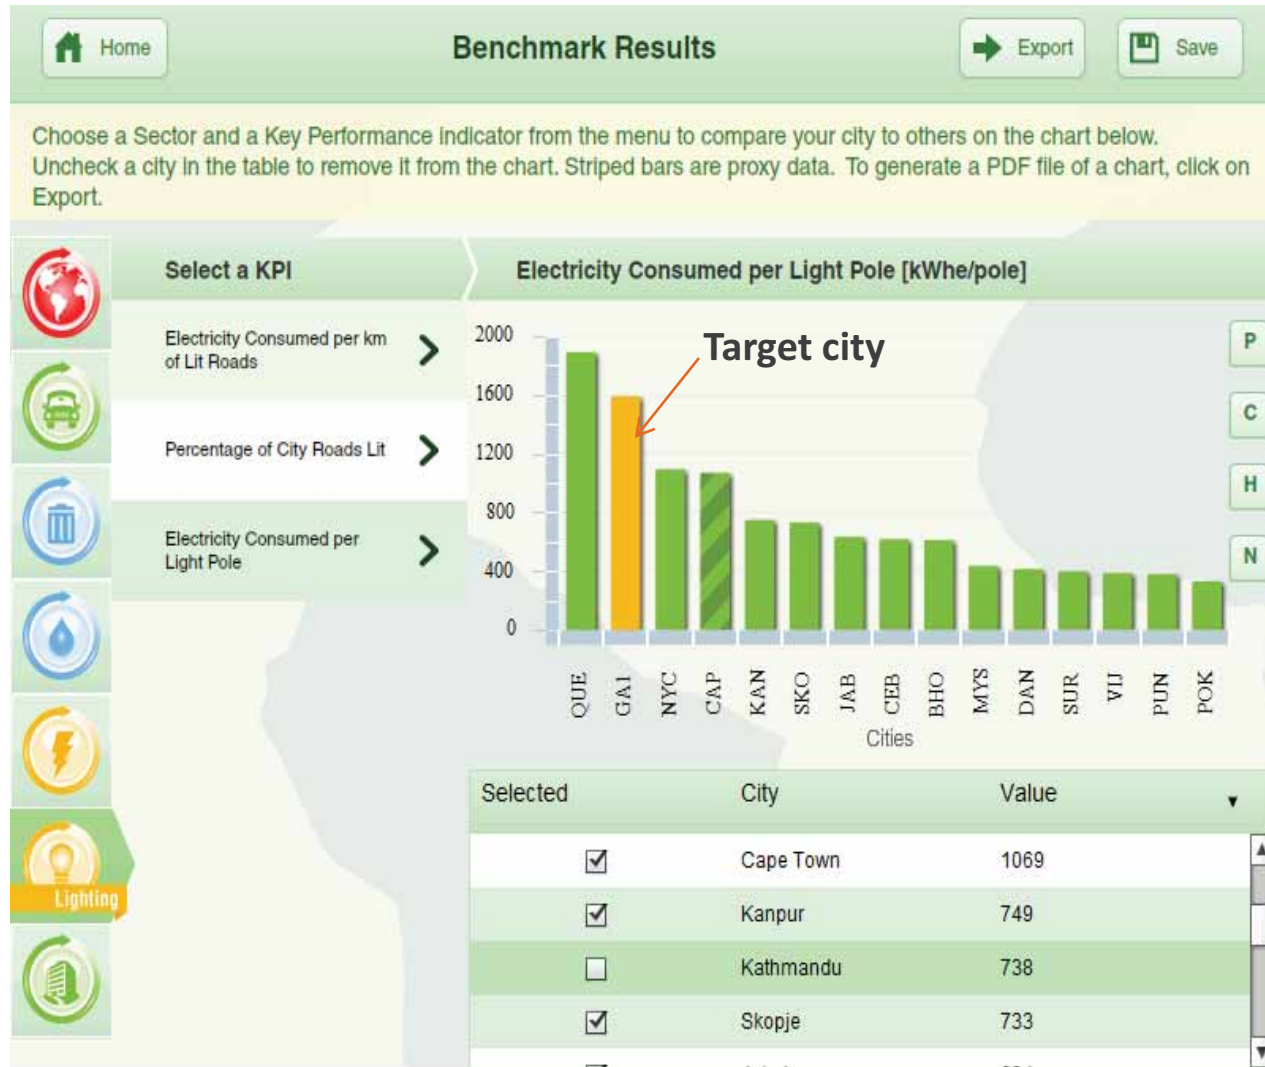 Home
Benchmark Results
Export
Save
Choose a Sector and a Key Performance indicator from the menu to compare your city to others on the chart below.
Uncheck a city in the table to remove it from the chart. Striped bars are proxy data. To generate a PDF file of a chart, click on
Export.
Select a KPI
Electricity Consumed per Light Pole [kWhe/pole]
Electricity Consumed per km
of Lit Roads
Percentage of City Roads Lit
Electricity Consumed per
Light Pole
Lighting
Target city
2000
1600
1200
800
400
0
QUE
GA1
NYC
CAP
KAN
SKO
JAB
CEB
BHO
MYS
DAN
SUR
VIJ
PUN
POK
Cities
P
C
H
N
Selected City Value
Cape Town 1069
Kanpur 749
Kathmandu 738
Skopje 733